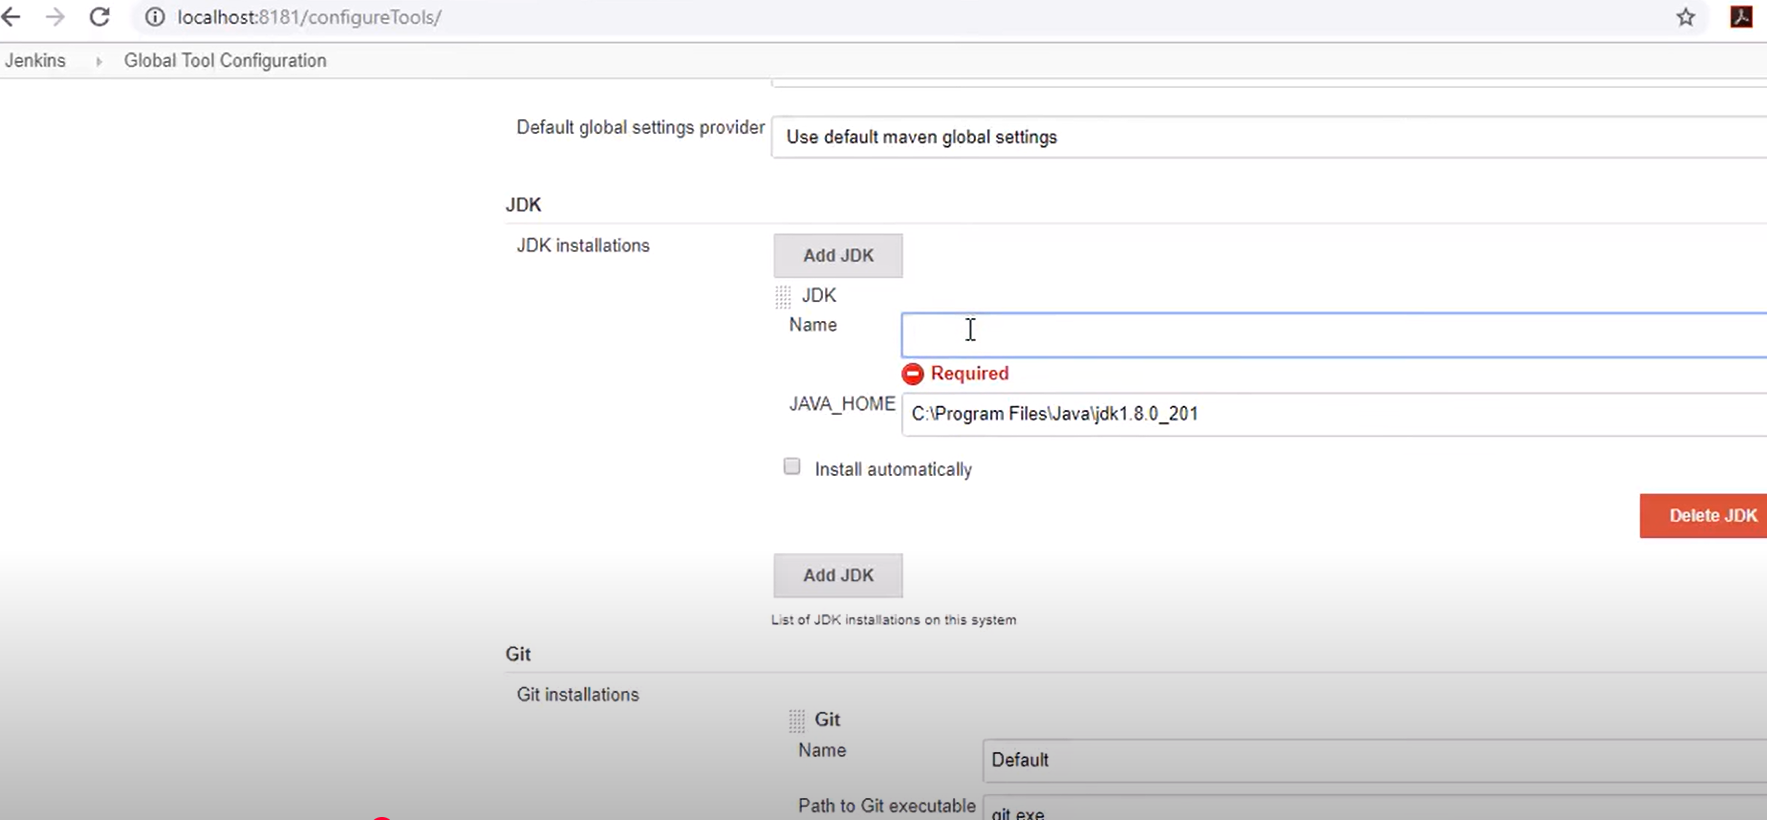 localhost:8181/configureTools/
Jenkins Global Tool Configuration
Default global settings provider Use default maven global settings
JDK
JDK installations Add JDK
JDK
Name
Required
JAVA_HOME C:\Program Files\Java\jdk1.8.0_201
Install automatically
Delete JDK
Add JDK
List of JDK installations on this system
Git
Git installations
Git
Name Default
Path to Git executable git.exe